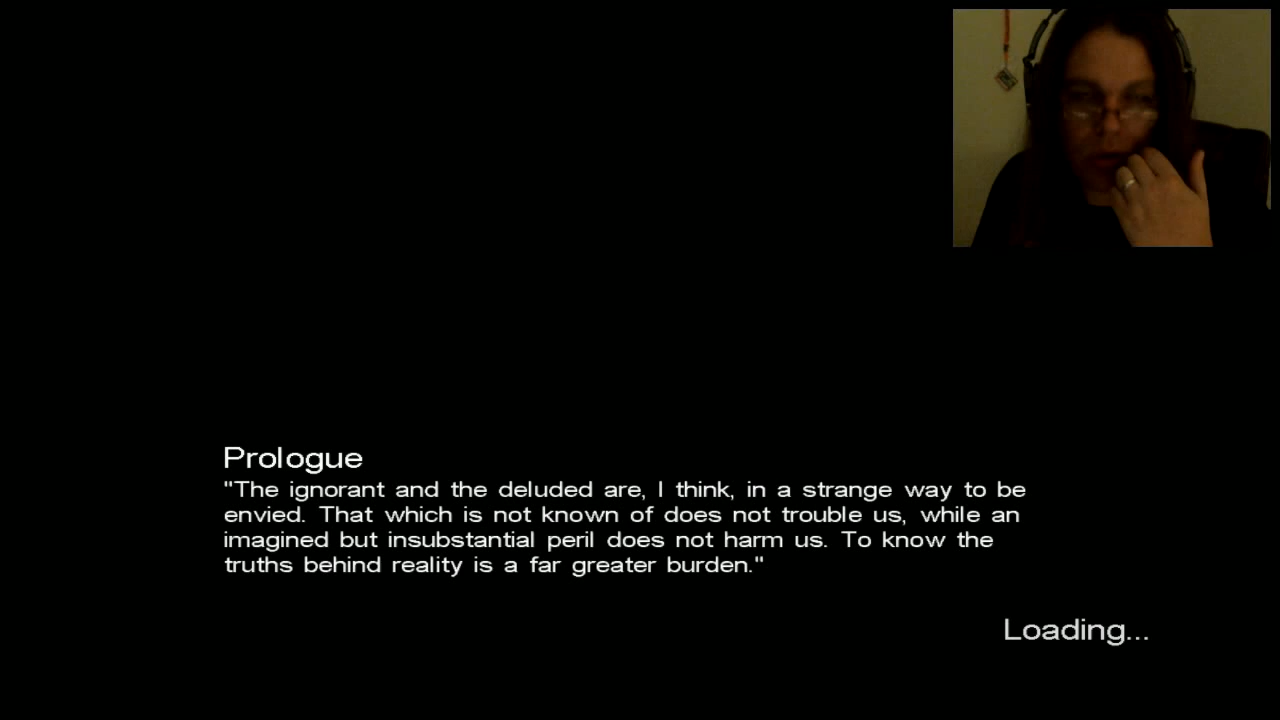 Prologue
"The ignorant and the deluded are, I think, in a strange way to be
envied. That which is not known of does not trouble us, while an
imagined but insubstantial peril does not harm us. To know the
truths behind reality is a far greater burden."
Loading...